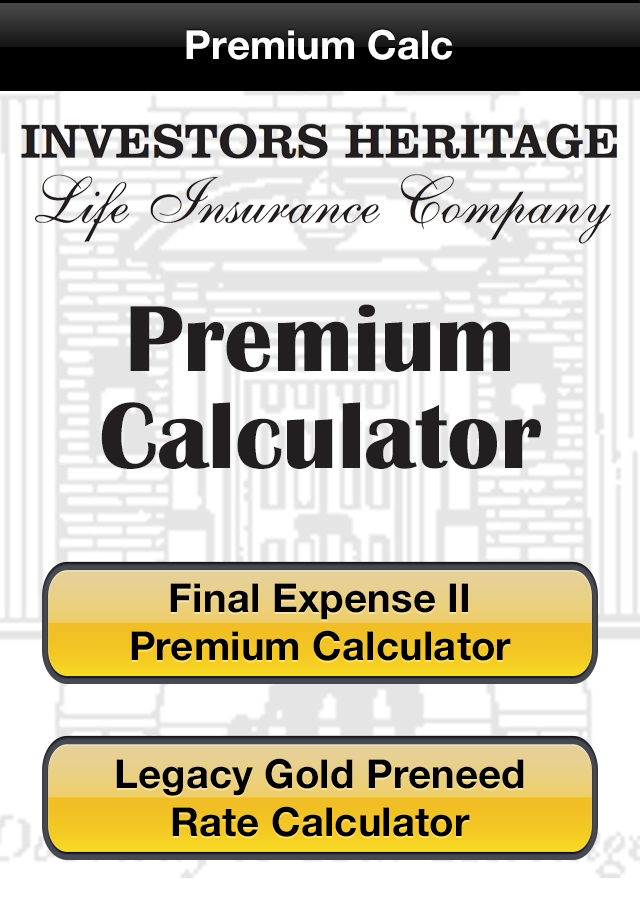 Premium Calc
INVESTORS HERITAGE
Life Insurance Company
Premium
Calculator
Final Expense II
Premium Calculator
Legacy Gold Preneed
Rate Calculator